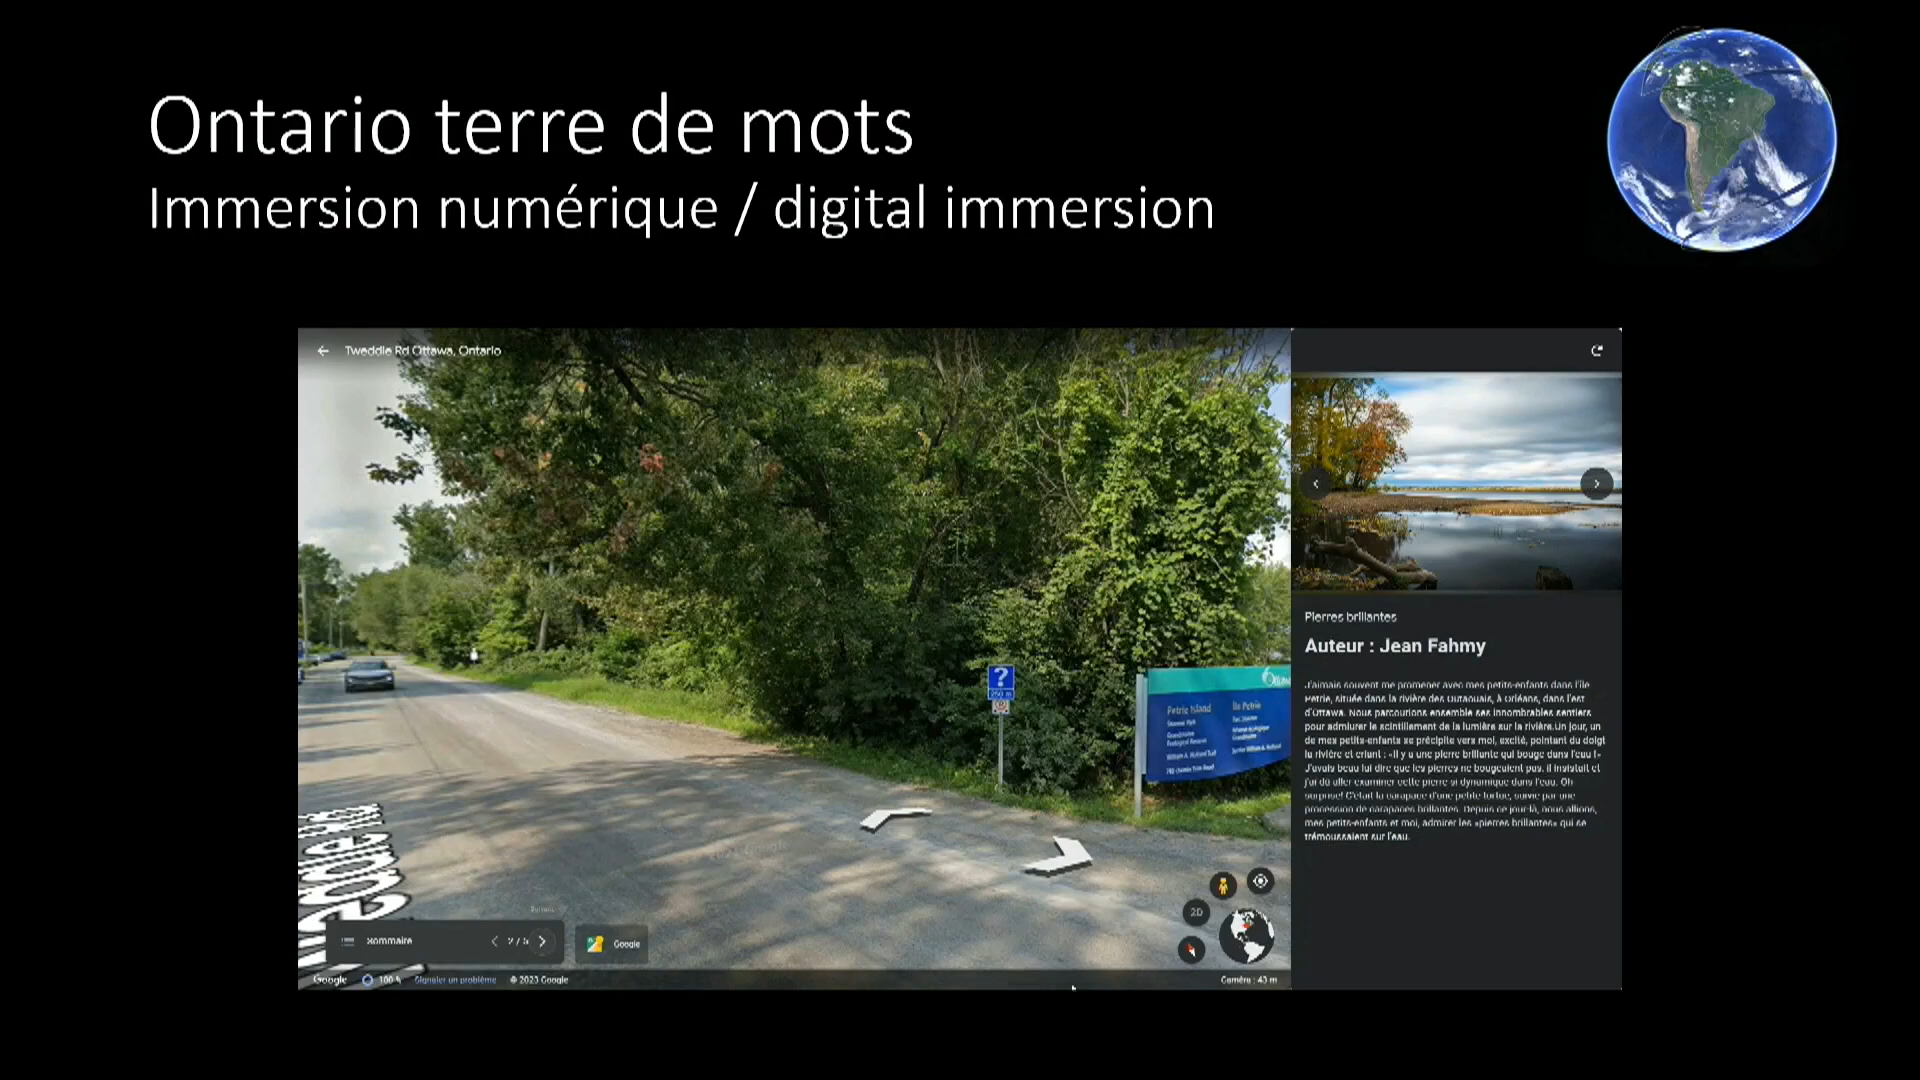 Ontario terre de mots
Immersion numérique / digital immersion
Tweddle Rd Ottawa, Ontario
?
250 m
Ottawa
Petrie Island
Île Petrie
Pierres brillantes
Auteur : Jean Fahmy
J'aimais souvent me promener avec mes petits-enfants dans l'île
Petrie, située dans la rivière des Outaouais, à Orléans, dans l'est
d'Ottawa. Nous parcourions ensemble ses innombrables sentiers
pour admiurer le scintillement de la lumière sur la rivière.Un jour, un
de mes petits-enfants se précipite vers moi, excité, pointant du doigt
la rivière et criant : «Il y a une pierre brillante qui bouge dans l'eau !»
J'avais beau lui dire que les pierres ne bougeaient pas, il insistait et
j'ai dû aller examiner cette pierre si dynamique dans l'eau. Oh
surprise! C'était la carapace d'une petite tortue, suivie par une
procession de carapaces brillantes. Depuis ce jour-là, nous allions,
mes petits-enfants et moi, admirer les «pierres brillantes» qui se
trémoussaient sur l'eau.
Sommaire
2 / 5
Google
2D
Google
100 %
Signaler un problème
© 2023 Google
Caméra : 43 m